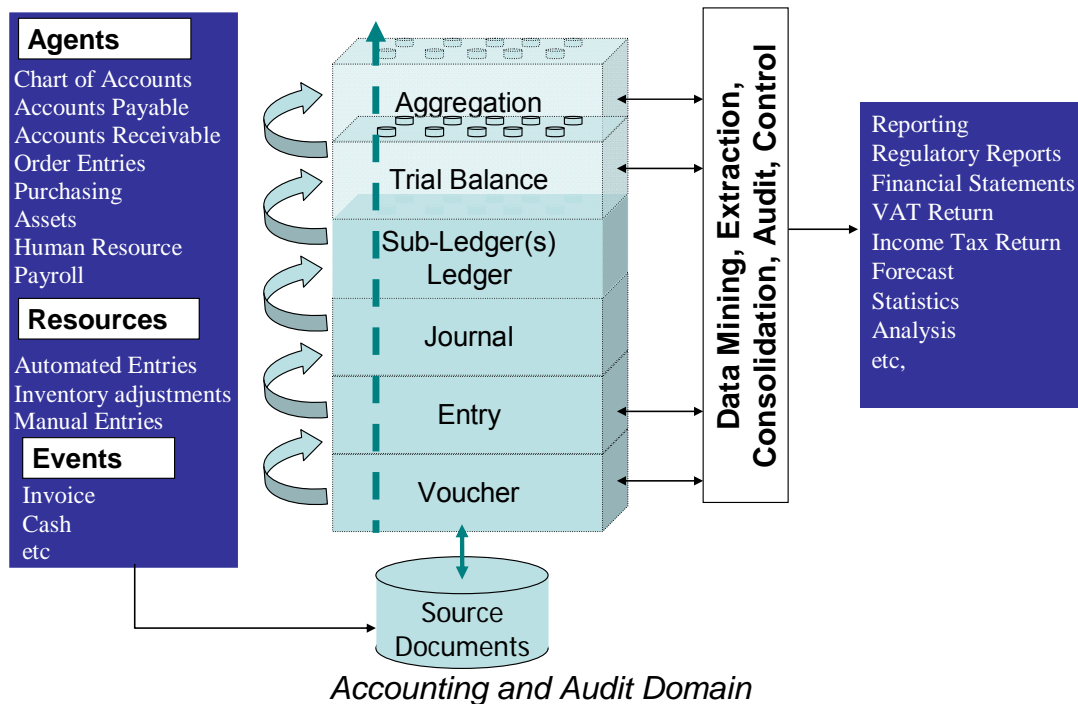 Agents
Chart of Accounts
Accounts Payable
Accounts Receivable
Order Entries
Purchasing
Assets
Human Resource
Payroll
Resources
Automated Entries
Inventory adjustments
Manual Entries
Events
Invoice
Cash
etc
Aggregation
Trial Balance
Sub-Ledger(s)
Ledger
Journal
Entry
Voucher
Source
Documents
Data Mining, Extraction,
Consolidation, Audit, Control
Reporting
Regulatory Reports
Financial Statements
VAT Return
Income Tax Return
Forecast
Statistics
Analysis
etc,
Accounting and Audit Domain